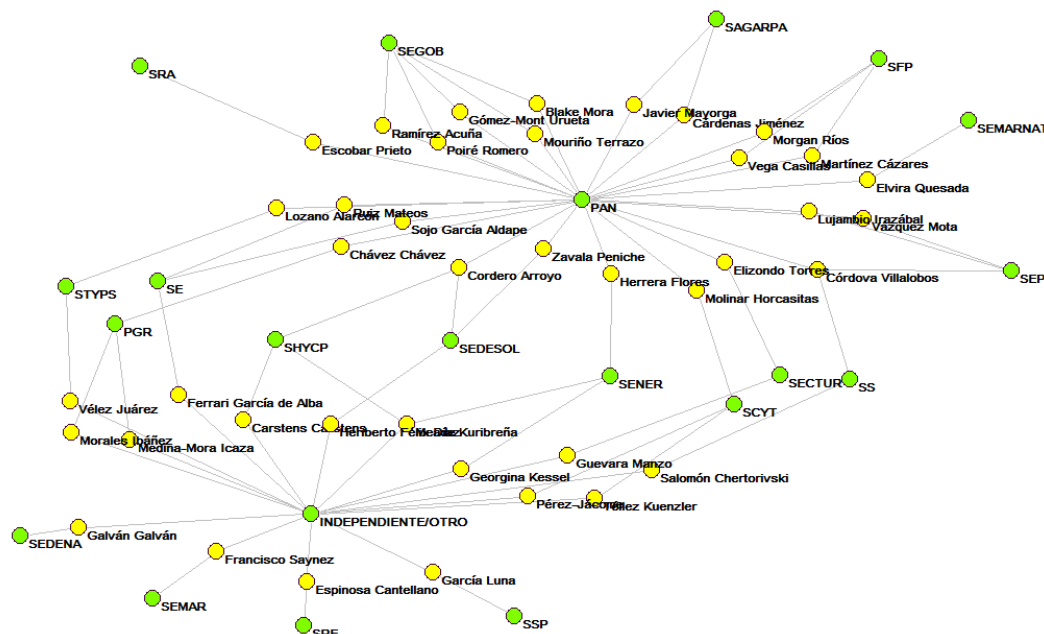 SAGARPA
SEGOB
SFP
SRA
Blake Mora
Javier Mayorga
Gómez-Mont Urueta
Cárdenas Jiménez
SEMARNAT
Ramírez Acuña
Mouriño Terrazo
Morgan Ríos
Escobar Prieto
Poiré Romero
Vega Casillas
Martínez Cázares
Elvira Quesada
PAN
Lozano Alarcón
Ruiz Mateos
Lujambio Irazábal
Vázquez Mota
Sojo García Aldape
Chávez Chávez
Zavala Peniche
Cordero Arroyo
Elizondo Torres
Córdova Villalobos
SEP
Herrera Flores
STYPS
SE
Molinar Horcasitas
PGR
SHYCP
SEDESOL
SENER
SECTUR
SS
Vélez Juárez
Ferrari García de Alba
SCYT
Morales Ibáñez
Medina-Mora Icaza
Carstens Carstens
Heriberto Félix
Kuribreña
Georgina Kessel
Guevara Manzo
Salomón Chertorivski
Pérez-Jácome
Téllez Kuenzler
INDEPENDIENTE/OTRO
SEDENA
Galván Galván
Francisco Saynez
Espinosa Cantellano
García Luna
SEMAR
SSP